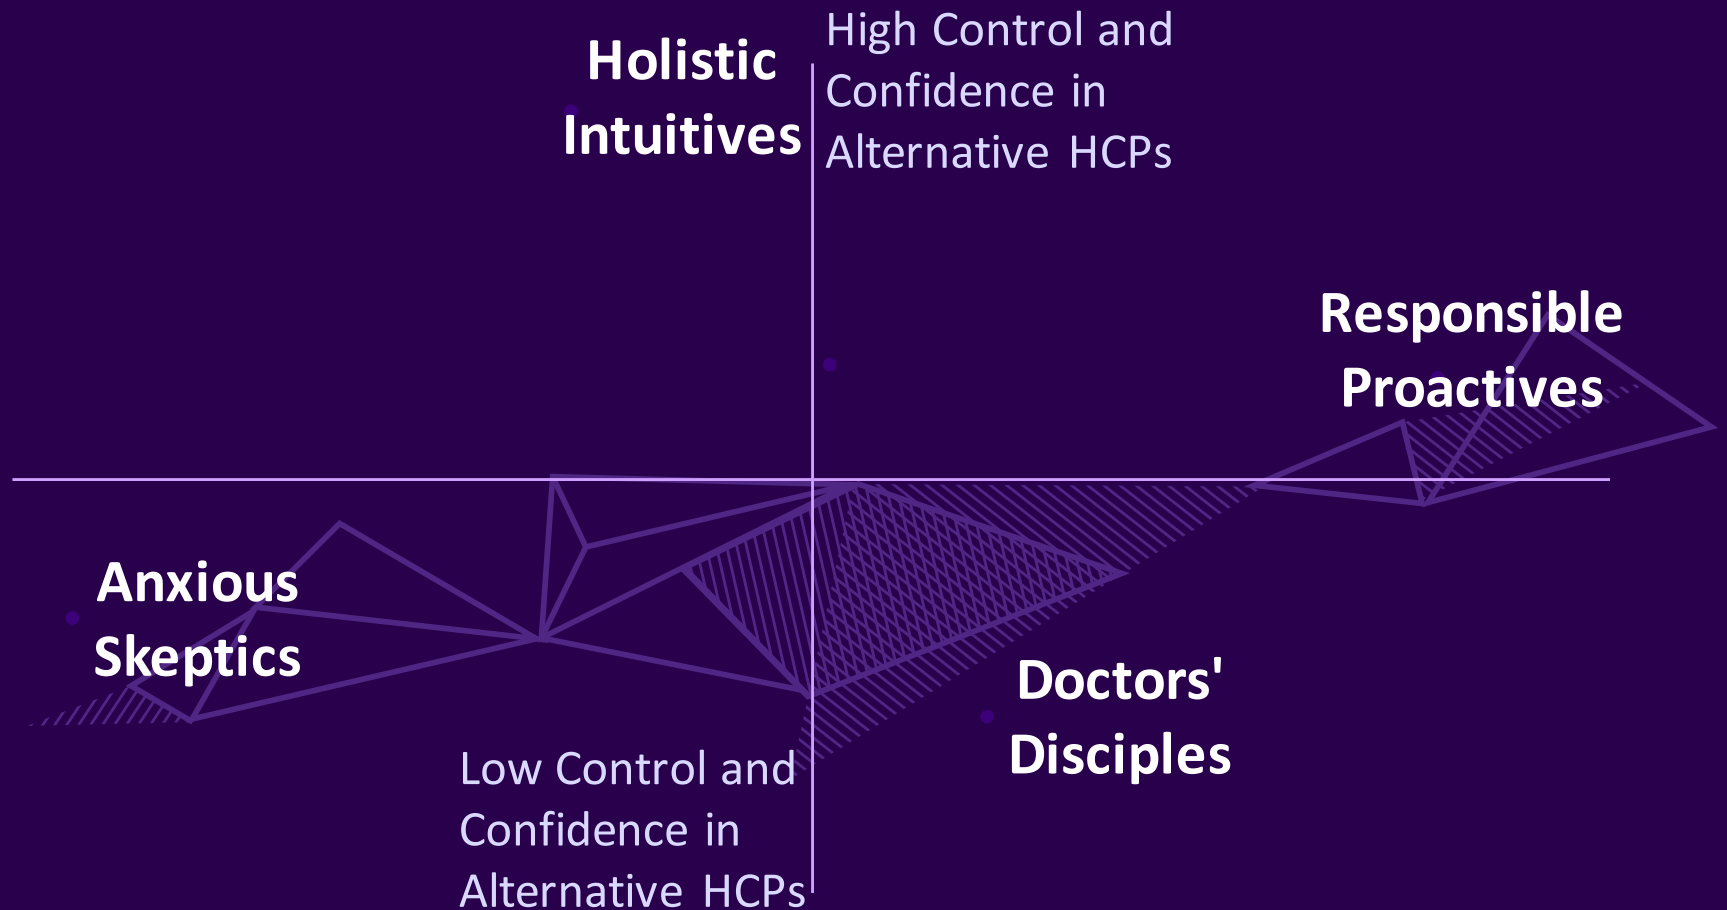 Holistic
Intuitives
High Control and
Confidence in
Alternative HCPs
Responsible
Proactives
Anxious
Skeptics
Doctors'
Disciples
Low Control and
Confidence in
Alternative HCPs